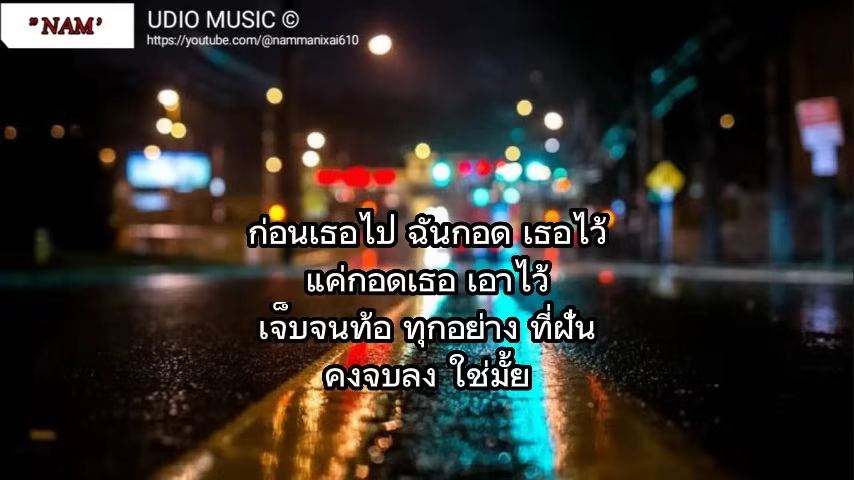 "NAM'
UDIO MUSIC ©
https://youtube.com/@nammanixai610
ก่อนเธอไป ฉันกอด เธอไว้
แค่กอดเธอ เอาไว้
เจ็บจนท้อ ทุกอย่าง ที่ฝัน
คงจบลง ใช่มั้ย